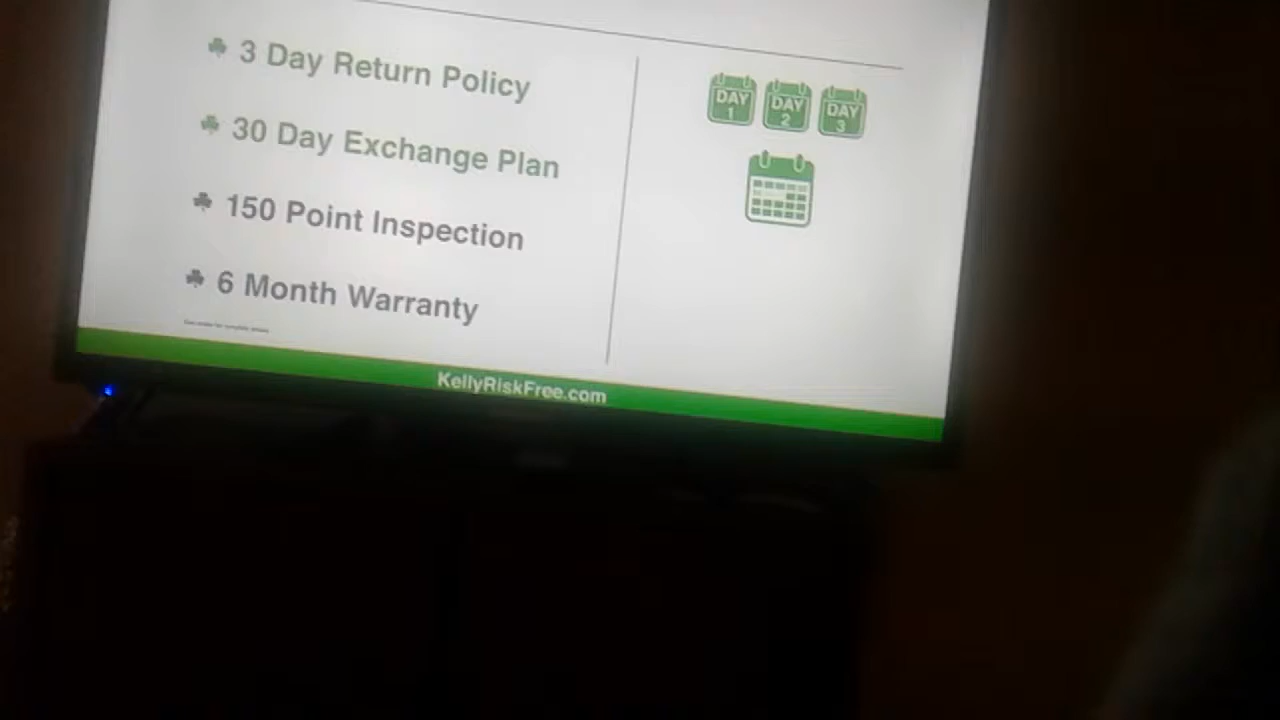 3 Day Return Policy
30 Day Exchange Plan
150 Point Inspection
6 Month Warranty
DAY 1
DAY 2
DAY 3
KellyRiskFree.com